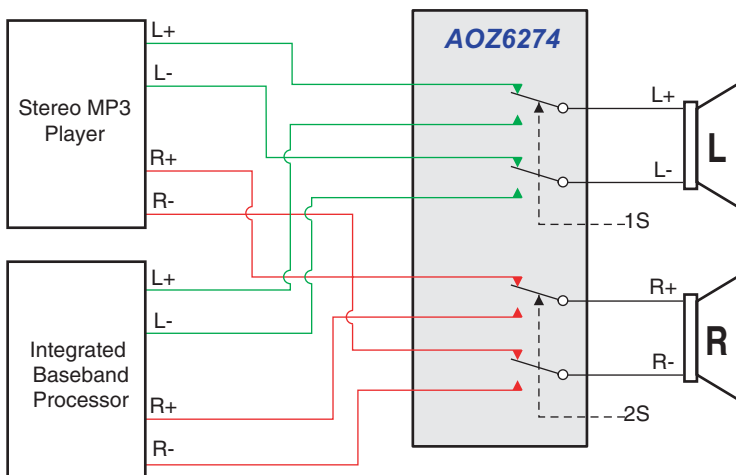 AOZ6274
Stereo MP3
Player
L+
L-
R+
R-
Integrated
Baseband
Processor
L+
L-
R+
R-
1S
2S
L+
L-
L
R+
R-
R